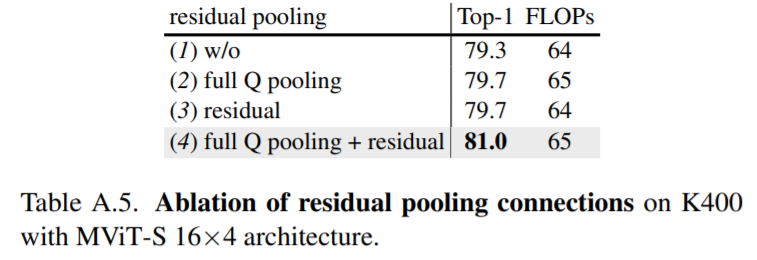 residual pooling Top-1 FLOPs
(1) w/o 79.3 64
(2) full Q pooling 79.7 65
(3) residual 79.7 64
(4) full Q pooling + residual 81.0 65
Table A.5. Ablation of residual pooling connections on K400
with MViT-S 16×4 architecture.